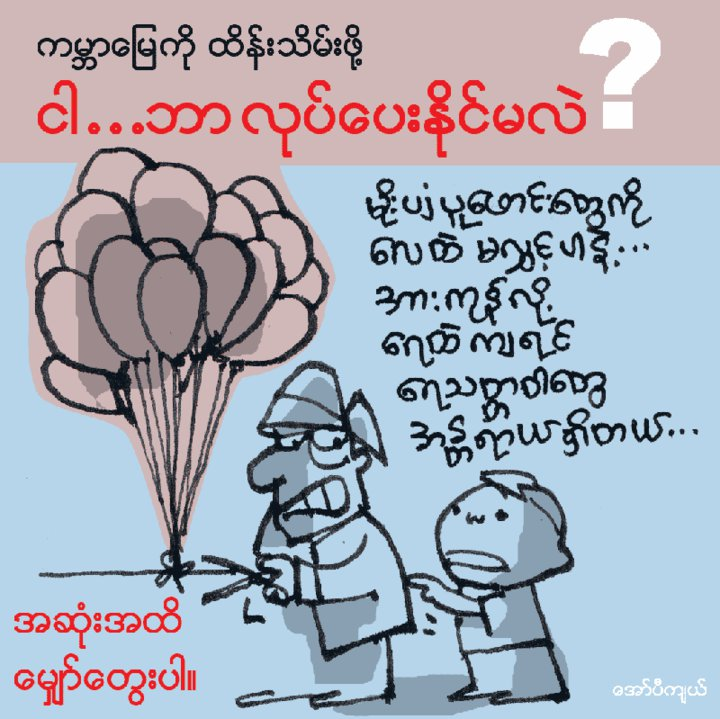 ကမ္ဘာမြေကို ထိန်းသိမ်းဖို့
ငါ...ဘာလုပ်ပေးနိုင်မလဲ ?
မိုးပျံပူဖောင်းတွေကို
လေထဲ မလွှင့်ပါနဲ့...
အားကုန်လို့
ရေထဲကျရင်
ရေသတ္တဝါတွေ
အန္တရာယ်ရှိတယ်...
အဆုံးအထိ
မျှော်တွေးပါ။
အော်ပီကျယ်